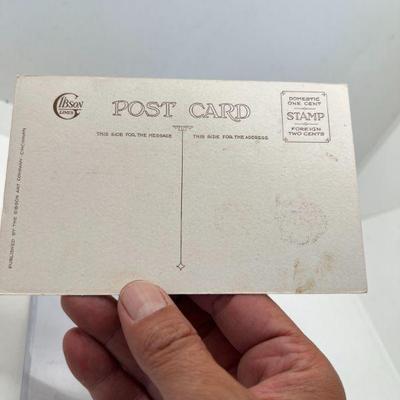 GIBSON
LINES
POST CARD
THIS SIDE FOR THE MESSAGE
THIS SIDE FOR THE ADDRESS
DOMESTIC
ONE CENT
STAMP
FOREIGN
TWO CENTS
PUBLISHED BY THE GIBSON ART COMPANY-CINCINNATI